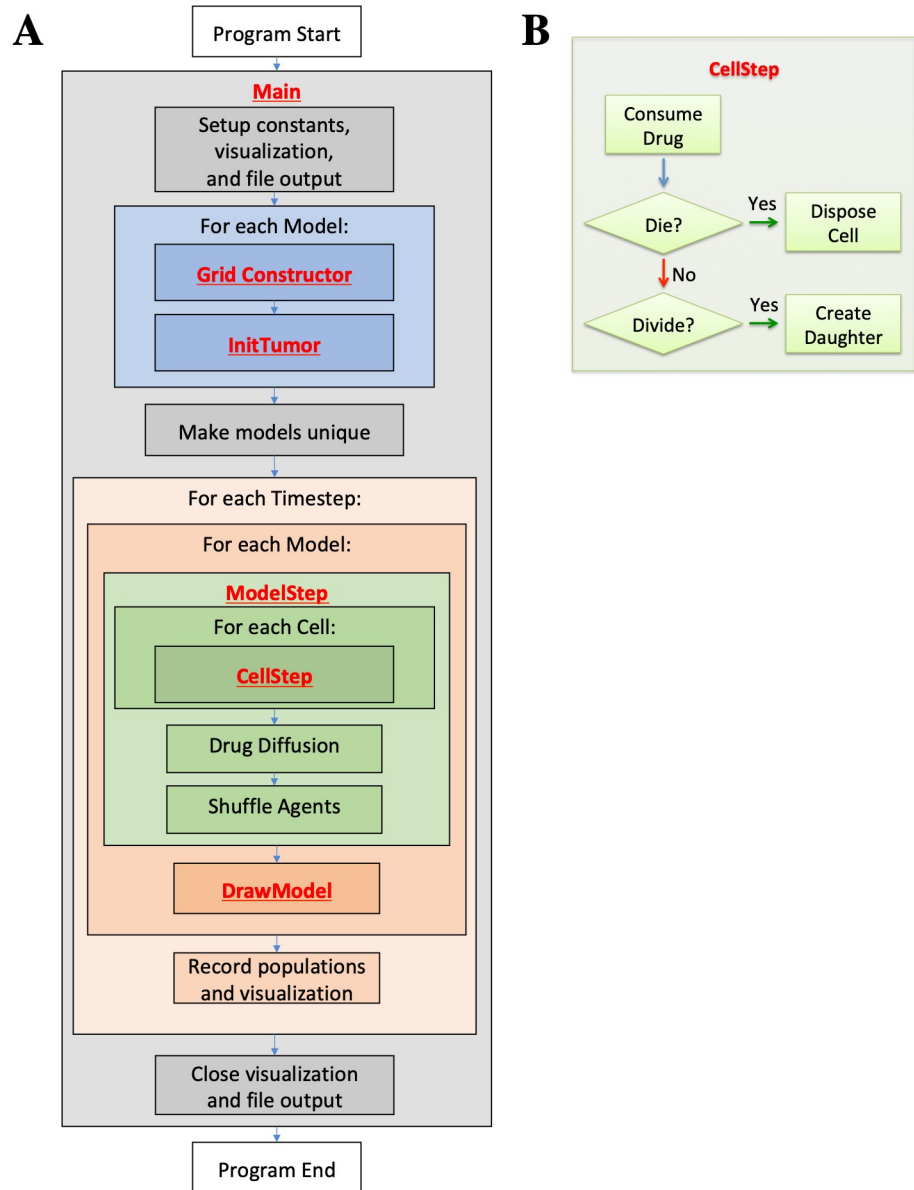 A
Program Start
Main
Setup constants,
visualization,
and file output
For each Model:
Grid Constructor
InitTumor
Make models unique
For each Timestep:
For each Model:
ModelStep
For each Cell:
CellStep
Drug Diffusion
Shuffle Agents
DrawModel
Record populations
and visualization
Close visualization
and file output
Program End
B
CellStep
Consume
Drug
Die?
Yes
Dispose
Cell
No
Divide?
Yes
Create
Daughter